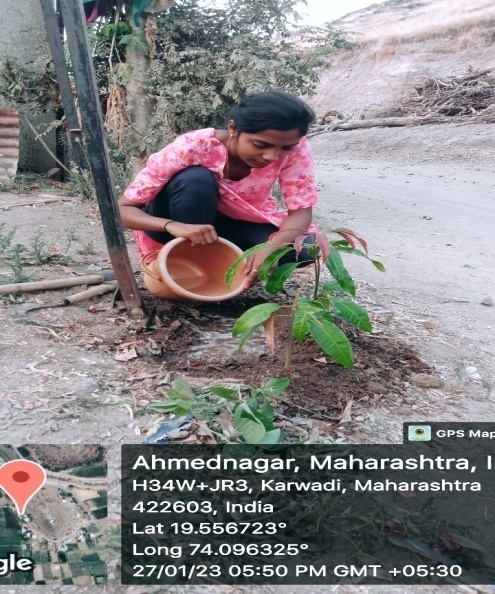 GPS Map
Ahmednagar, Maharashtra, I
H34W+JR3, Karwadi, Maharashtra
422603, India
Lat 19.556723°
Long 74.096325°
27/01/23 05:50 PM GMT +05:30
gle